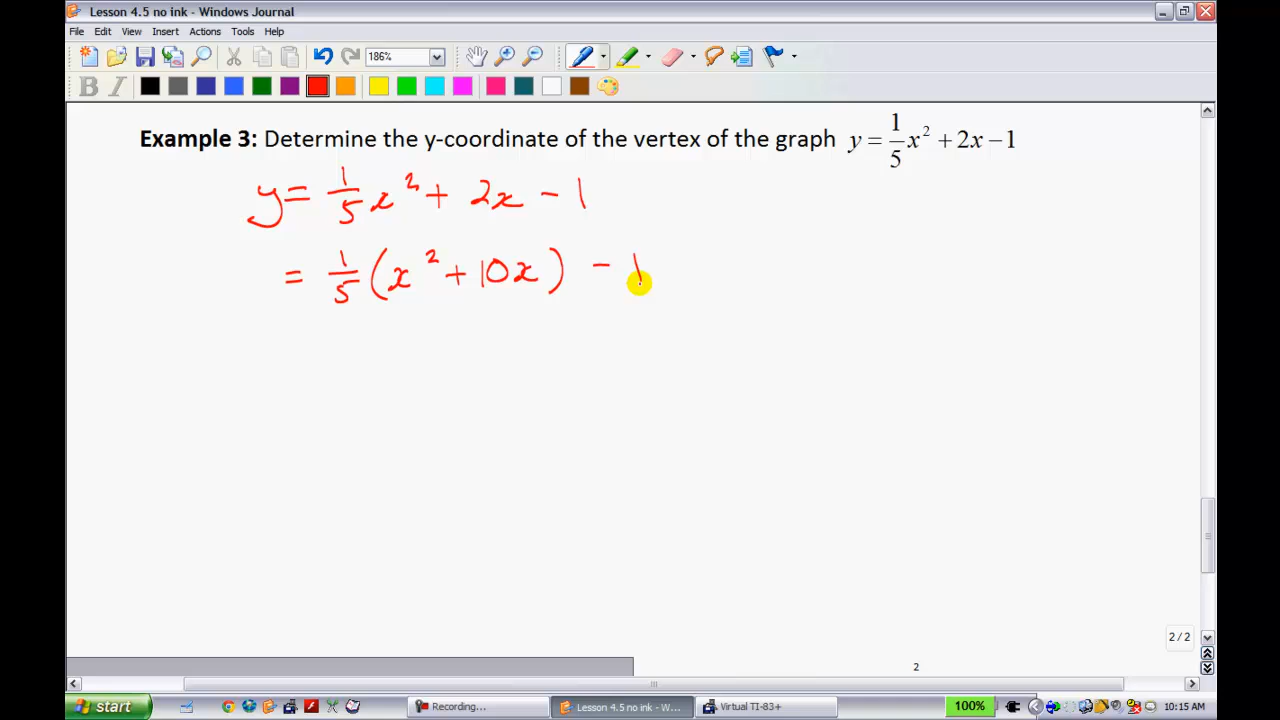 Lesson 4.5 no ink - Windows Journal
File Edit View Insert Actions Tools Help
186%
B I
Example 3: Determine the y-coordinate of the vertex of the graph y = 1/5 x² + 2x − 1
y = 1/5 x² + 2x − 1
= 1/5 (x² + 10x) − 1
2 / 2
2
start Recording... Lesson 4.5 no ink - W... Virtual TI-83+ 100% 10:15 AM